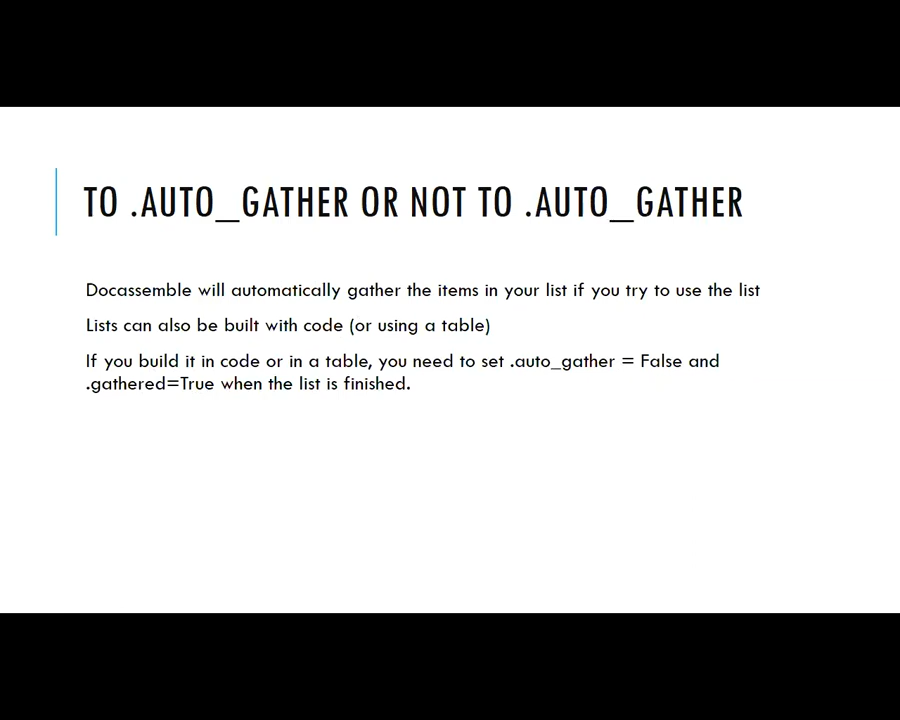 TO .AUTO_GATHER OR NOT TO .AUTO_GATHER
Docassemble will automatically gather the items in your list if you try to use the list
Lists can also be built with code (or using a table)
If you build it in code or in a table, you need to set .auto_gather = False and
.gathered=True when the list is finished.